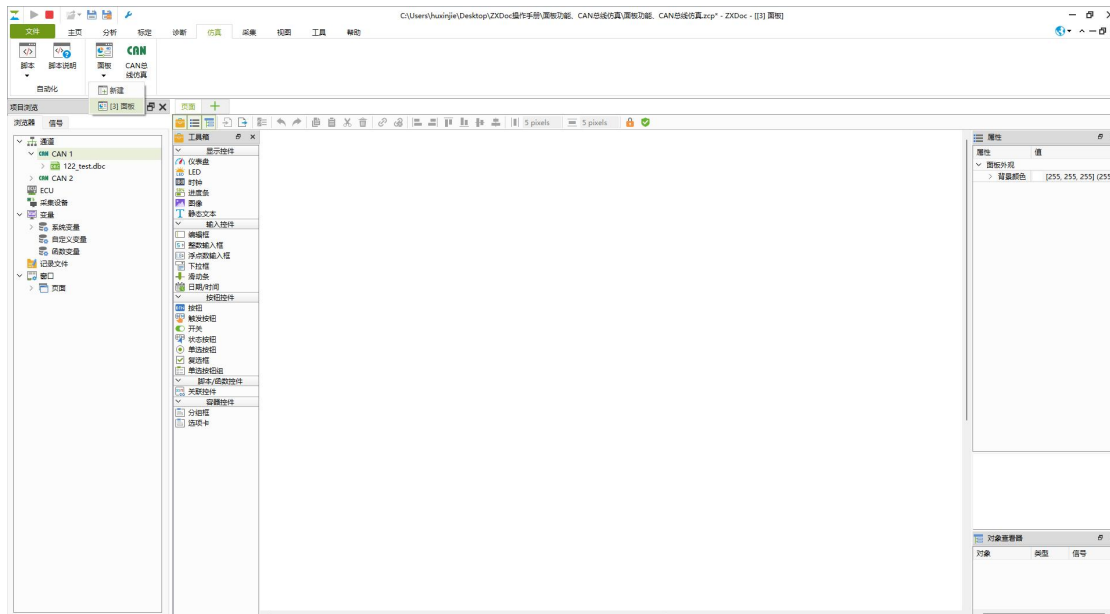 C:\Users\huxinjie\Desktop\ZXDoc操作手册\面板功能、CAN总线仿真\面板功能、CAN总线仿真.zcp* - ZXDoc - [[3] 面板]
文件 主页 分析 标定 诊断 仿真 采集 视图 工具 帮助
脚本 脚本说明 面板 CAN总线仿真
自动化
新建
[3] 面板
项目浏览
页面
浏览器 信号
5 pixels 5 pixels
通道
CAN 1
122_test.dbc
CAN 2
ECU
采集设备
变量
系统变量
自定义变量
函数变量
记录文件
窗口
页面
工具箱
显示控件
仪表盘
LED
时钟
进度条
图像
静态文本
输入控件
编辑框
整数输入框
浮点数输入框
下拉框
滑动条
日期/时间
按钮控件
按钮
触发按钮
开关
状态按钮
单选按钮
复选框
单选按钮组
脚本/函数控件
关联控件
容器控件
分组框
选项卡
属性
属性 值
面板外观
背景颜色 [255, 255, 255] (255
对象查看器
对象 类型 信号